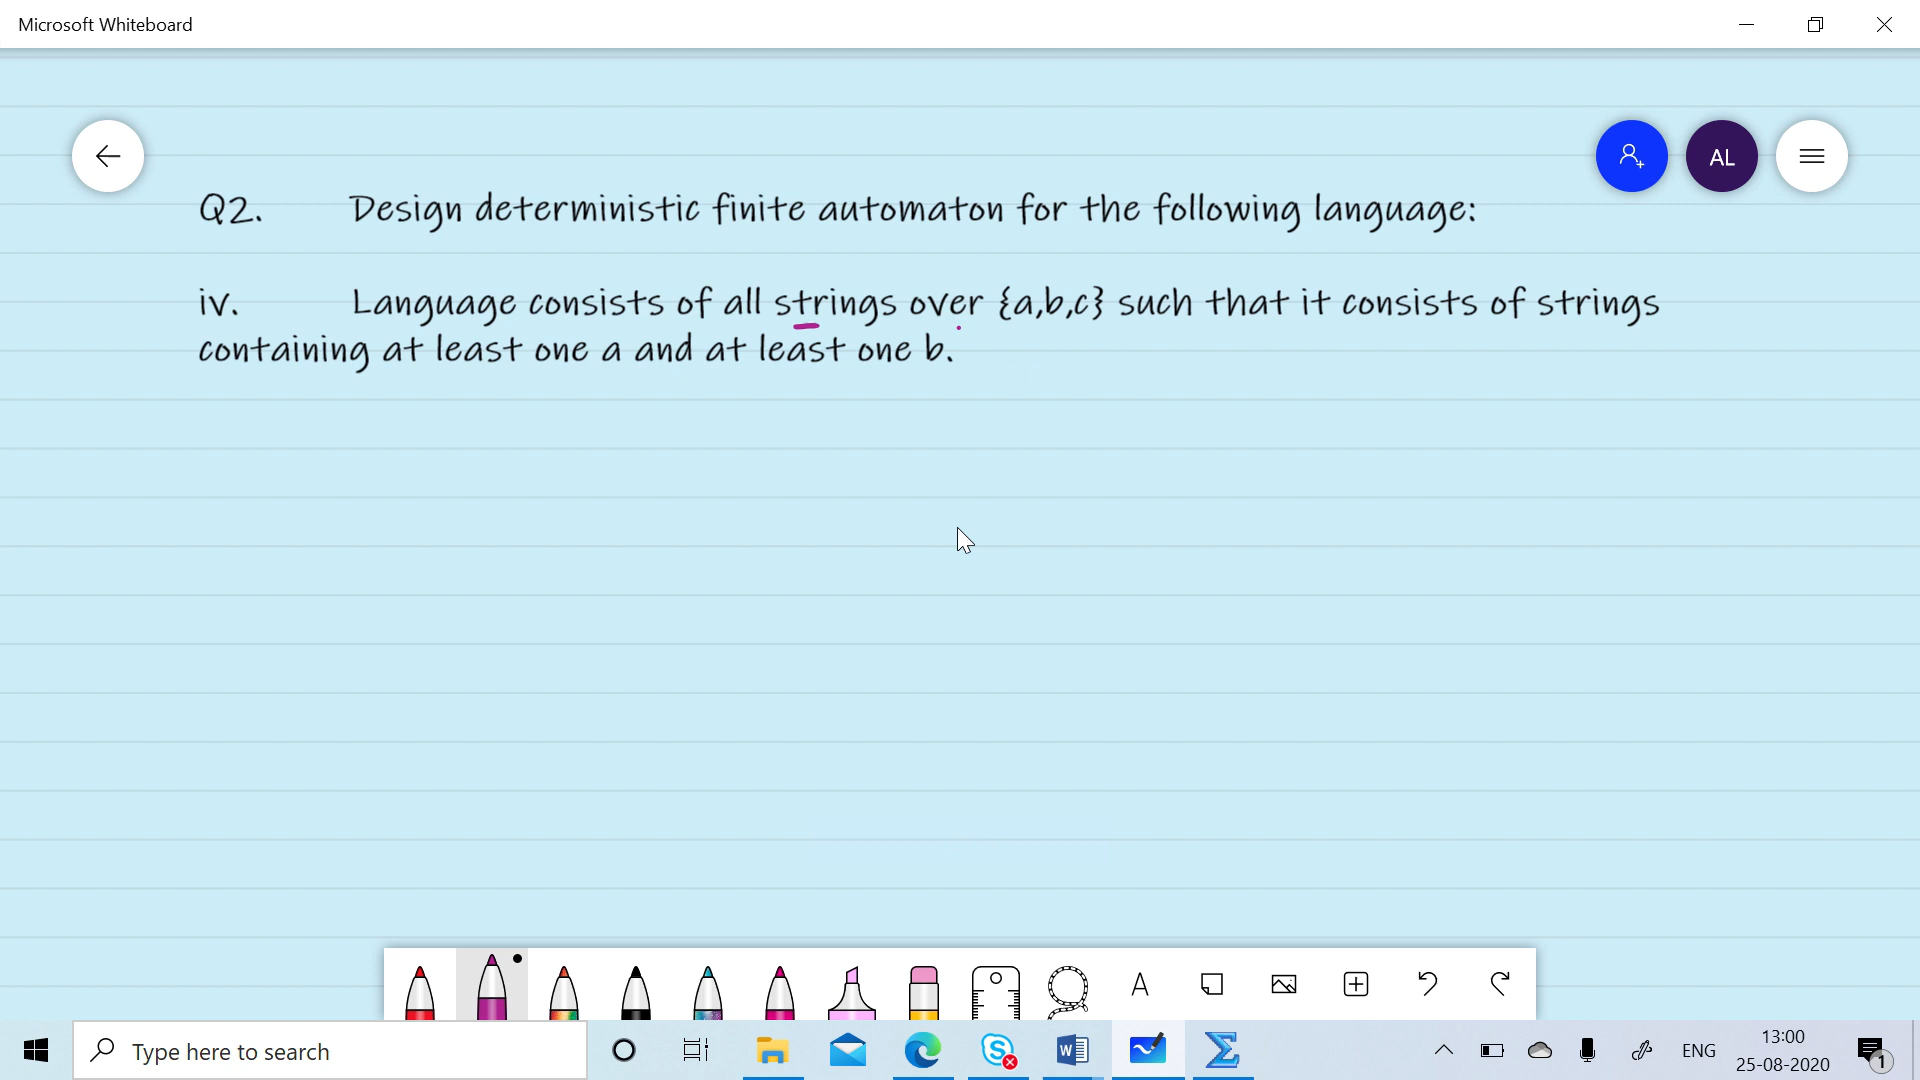 Microsoft Whiteboard
AL
Q2. Design deterministic finite automaton for the following language:
iv. Language consists of all strings over {a,b,c} such that it consists of strings
containing at least one a and at least one b.
A
Type here to search
W
ENG
13:00
25-08-2020
1